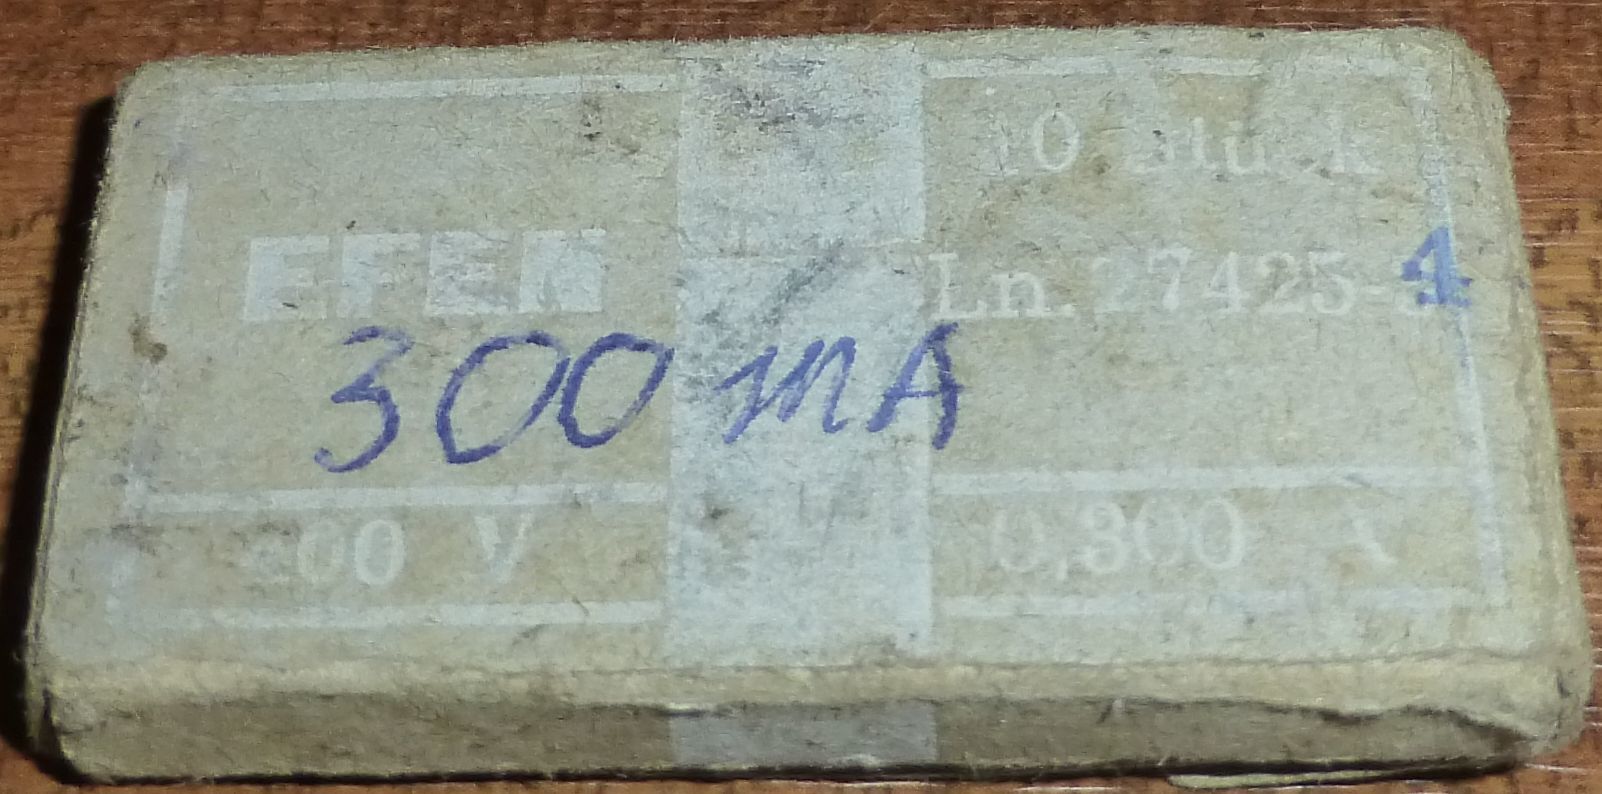 10 Stück
EFEN
Ln. 27425-4
300 mA
0,300 A